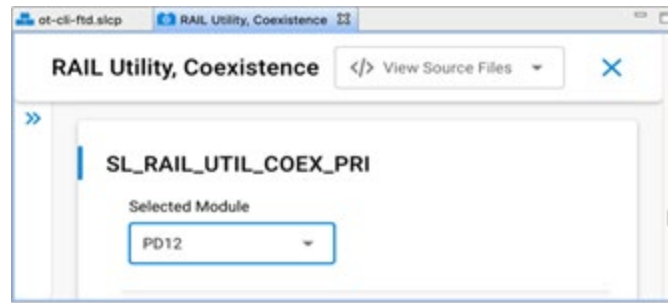 ot-cli-ftd.slcp RAIL Utility, Coexistence
RAIL Utility, Coexistence </> View Source Files
SL_RAIL_UTIL_COEX_PRI
Selected Module
PD12